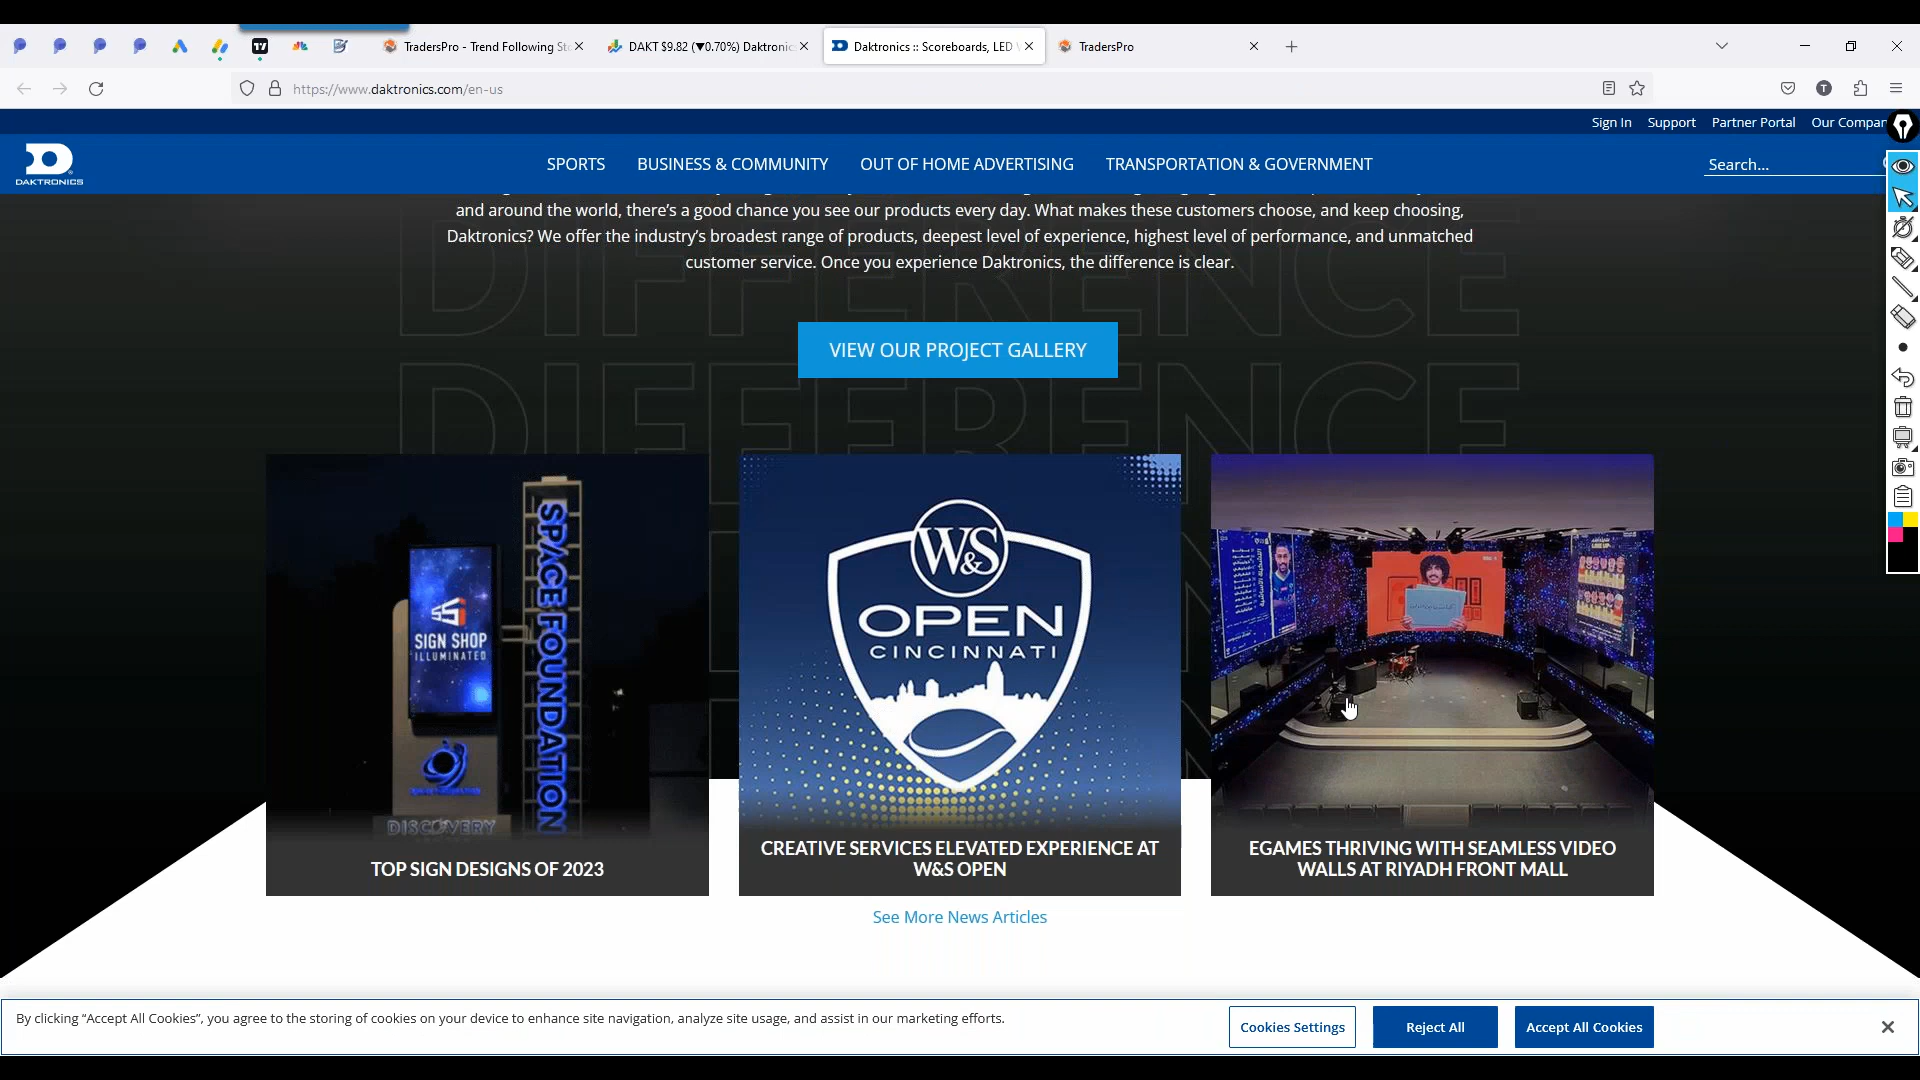 TradersPro - Trend Following Sto
DAKT $9.82 (▼0.70%) Daktronic
Daktronics :: Scoreboards, LED
TradersPro
https://www.daktronics.com/en-us
T
Sign In Support Partner Portal Our Compan
DAKTRONICS
SPORTS BUSINESS & COMMUNITY OUT OF HOME ADVERTISING TRANSPORTATION & GOVERNMENT
Search...
and around the world, there's a good chance you see our products every day. What makes these customers choose, and keep choosing,
Daktronics? We offer the industry's broadest range of products, deepest level of experience, highest level of performance, and unmatched
customer service. Once you experience Daktronics, the difference is clear.
DIFFERENCE
DIFFERENCE
VIEW OUR PROJECT GALLERY
SSI
SIGN SHOP
ILLUMINATED
SPACE FOUNDATION
DISCOVERY
TOP SIGN DESIGNS OF 2023
W&S
OPEN
CINCINNATI
CREATIVE SERVICES ELEVATED EXPERIENCE AT
W&S OPEN
EGAMES THRIVING WITH SEAMLESS VIDEO
WALLS AT RIYADH FRONT MALL
See More News Articles
By clicking “Accept All Cookies”, you agree to the storing of cookies on your device to enhance site navigation, analyze site usage, and assist in our marketing efforts.
Cookies Settings
Reject All
Accept All Cookies